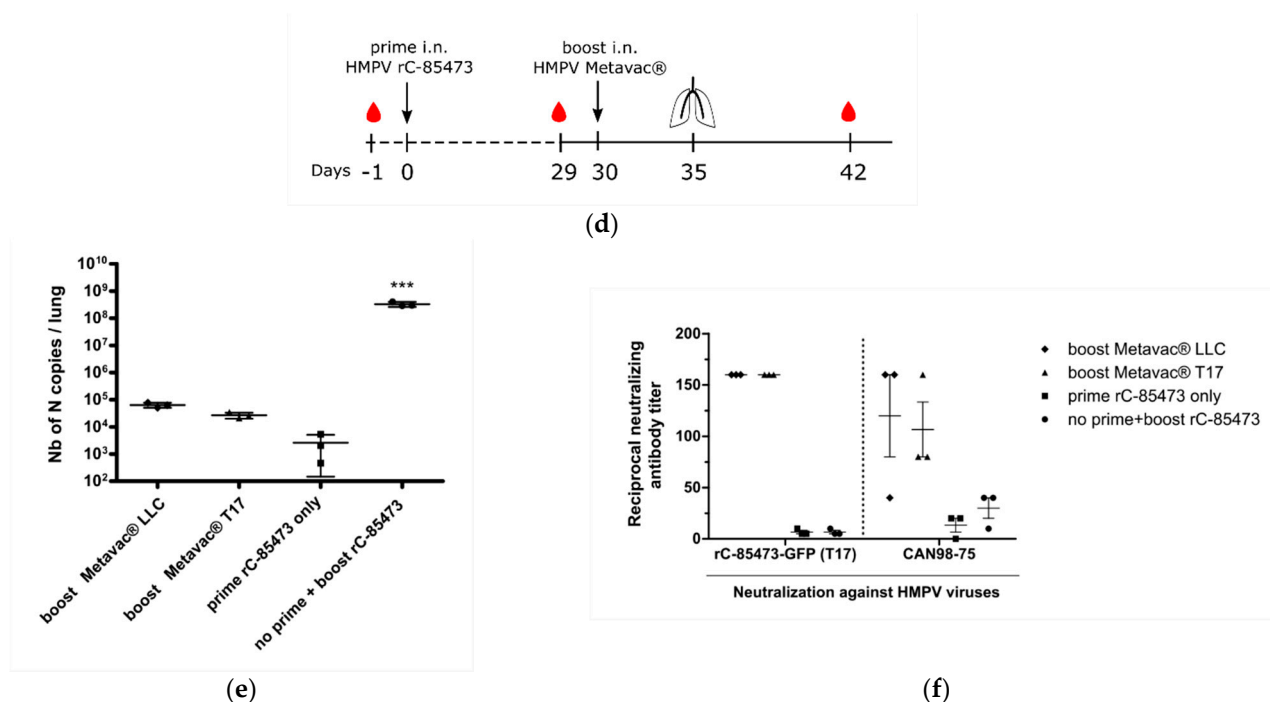 prime i.n.
HMPV rC-85473
boost i.n.
HMPV Metavac®
Days -1 0 29 30 35 42
(d)
Nb of N copies / lung
10^10
10^9
10^8
10^7
10^6
10^5
10^4
10^3
10^2
***
boost Metavac® LLC
boost Metavac® T17
prime rC-85473 only
no prime + boost rC-85473
(e)
Reciprocal neutralizing
antibody titer
200
150
100
50
0
rC-85473-GFP (T17) CAN98-75
Neutralization against HMPV viruses
boost Metavac® LLC
boost Metavac® T17
prime rC-85473 only
no prime+boost rC-85473
(f)